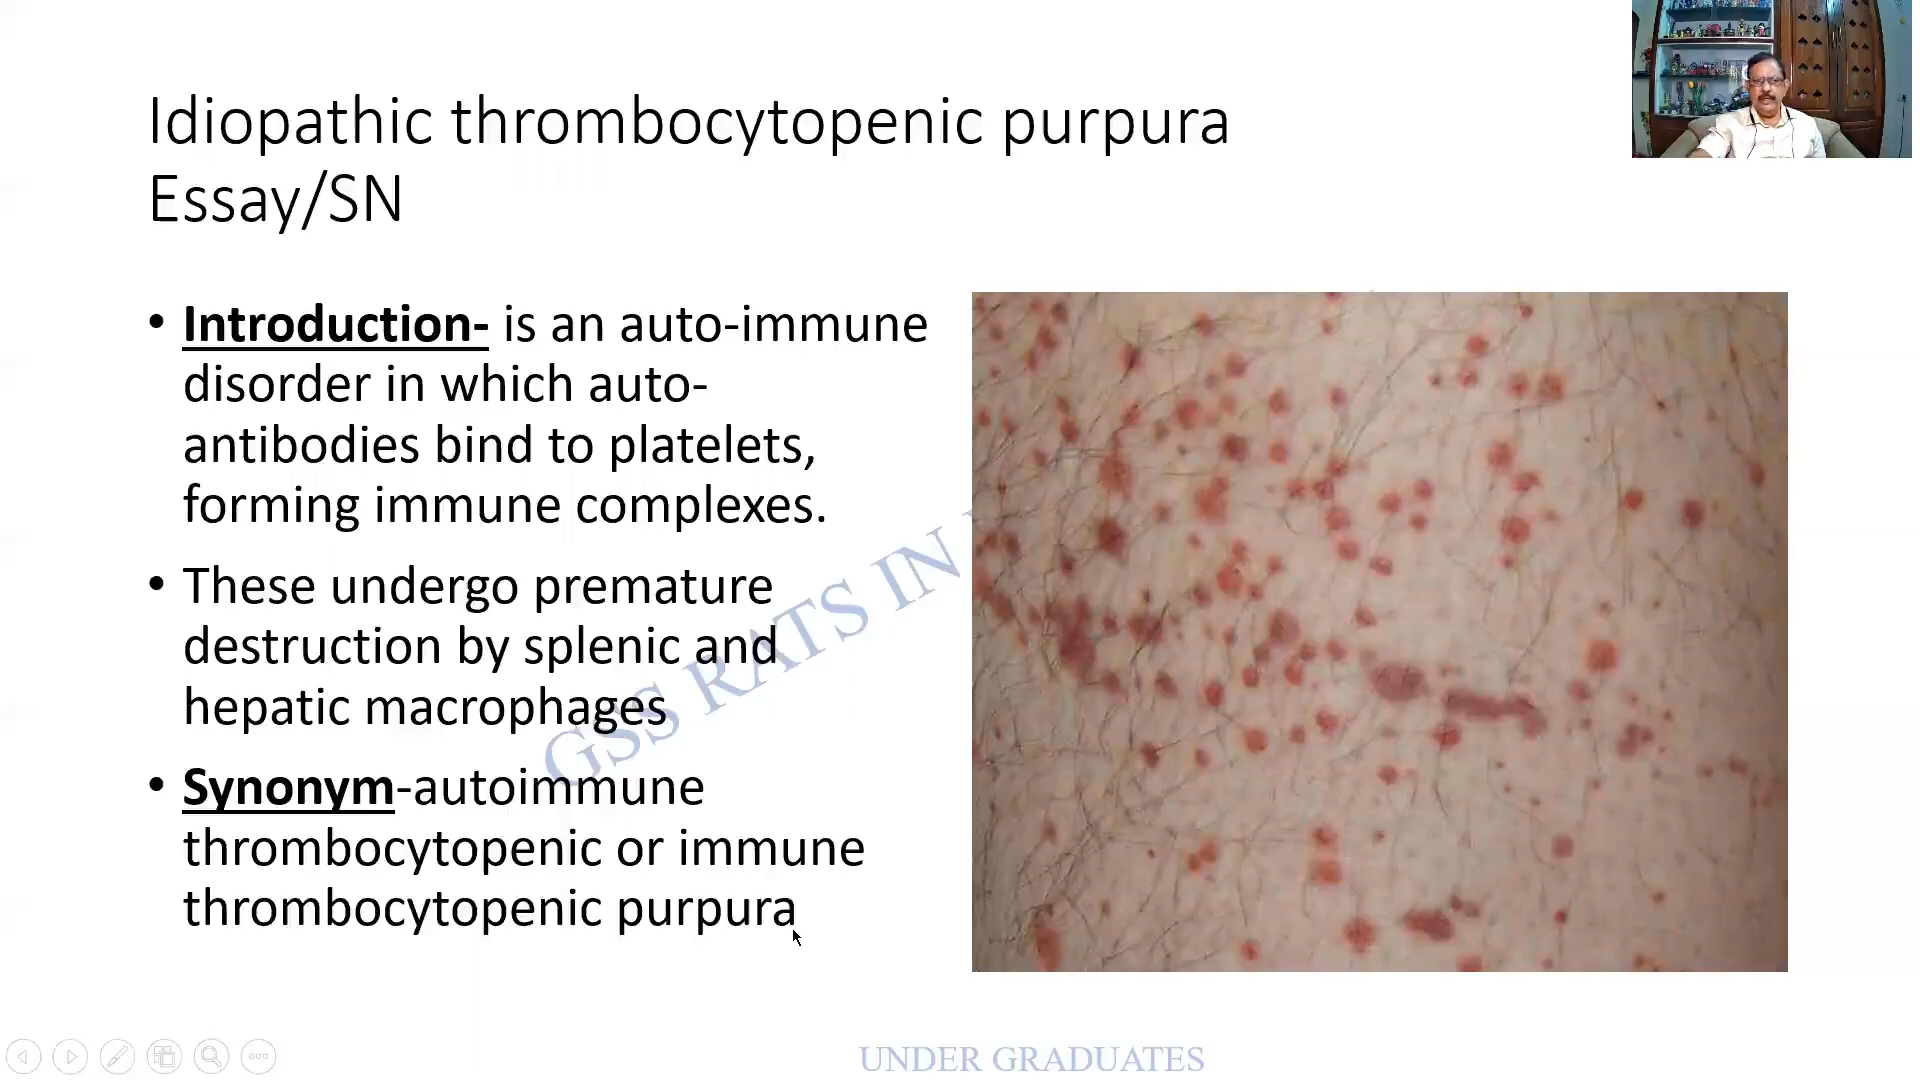 Idiopathic thrombocytopenic purpura
Essay/SN
• Introduction- is an auto-immune
disorder in which auto-
antibodies bind to platelets,
forming immune complexes.
• These undergo premature
destruction by splenic and
hepatic macrophages
• Synonym-autoimmune
thrombocytopenic or immune
thrombocytopenic purpura
GSS RATS IN
UNDER GRADUATES